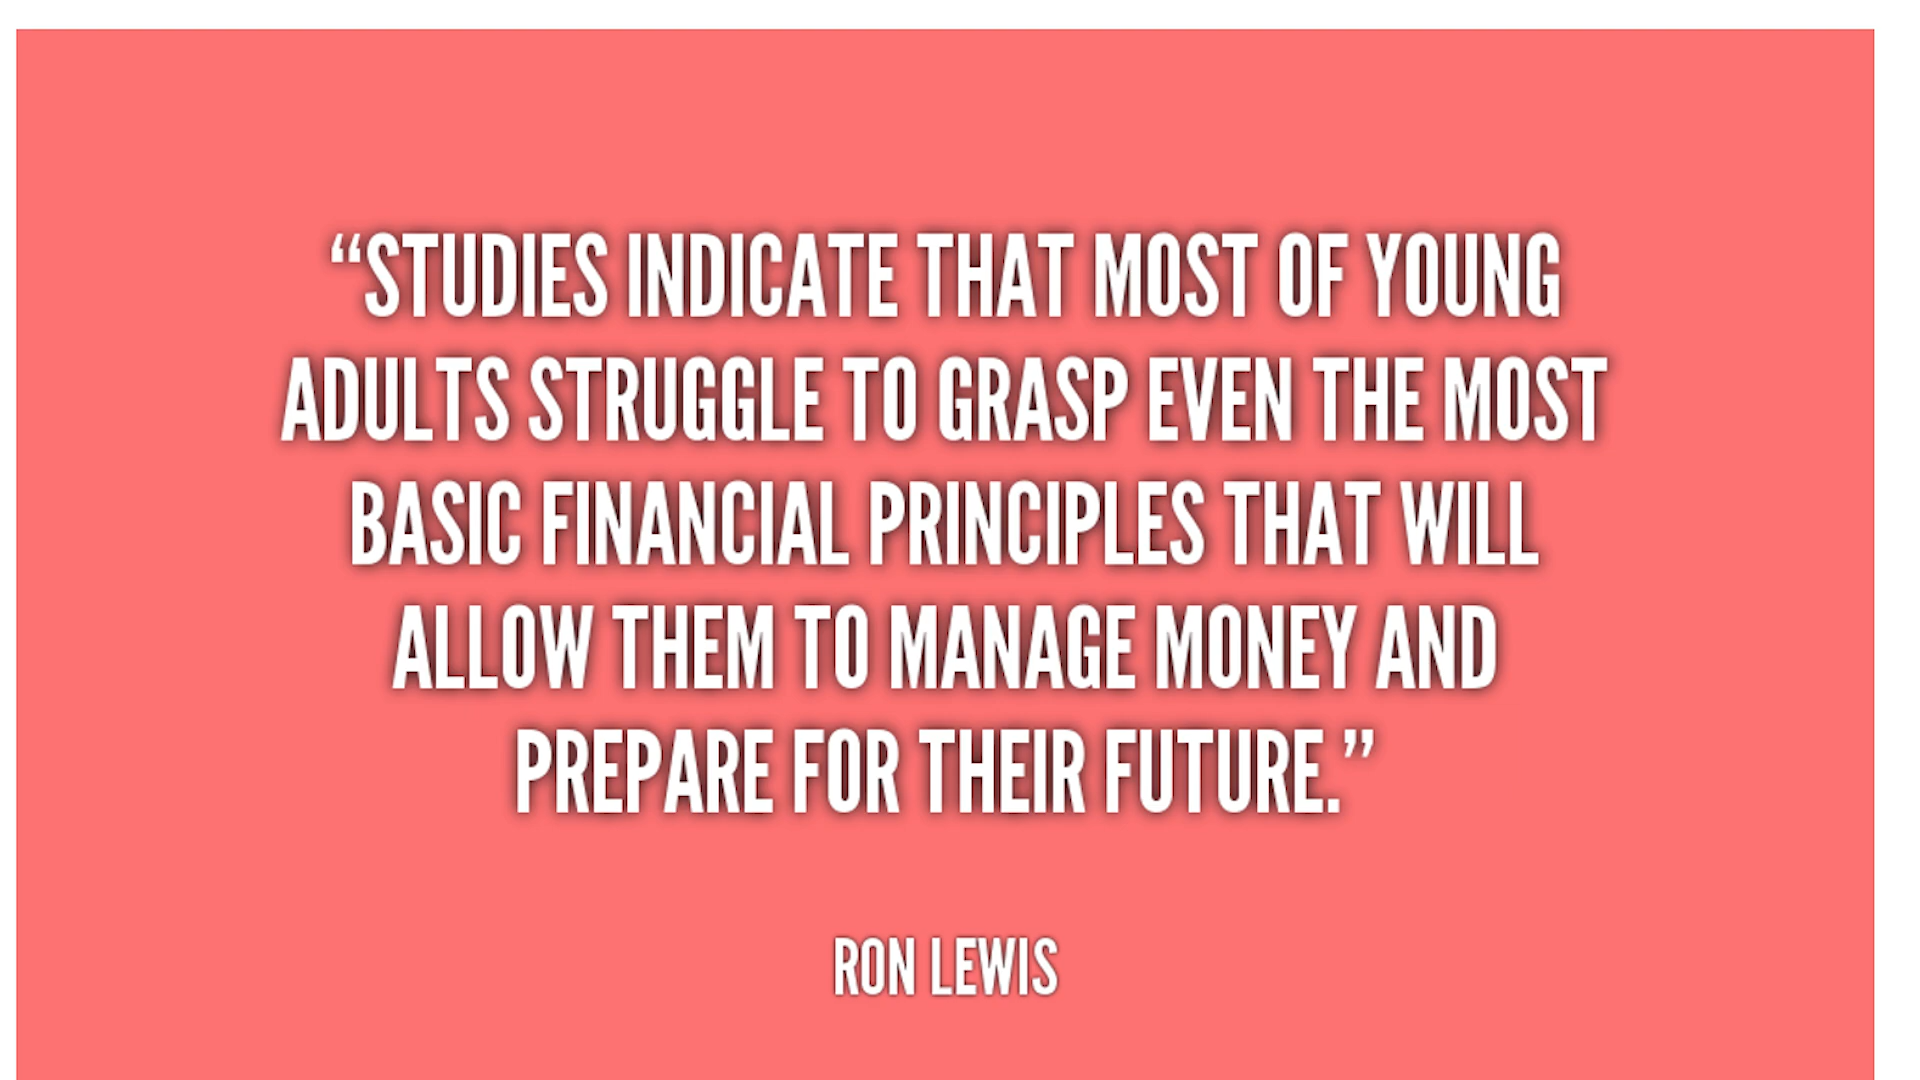 “STUDIES INDICATE THAT MOST OF YOUNG
ADULTS STRUGGLE TO GRASP EVEN THE MOST
BASIC FINANCIAL PRINCIPLES THAT WILL
ALLOW THEM TO MANAGE MONEY AND
PREPARE FOR THEIR FUTURE.”
RON LEWIS